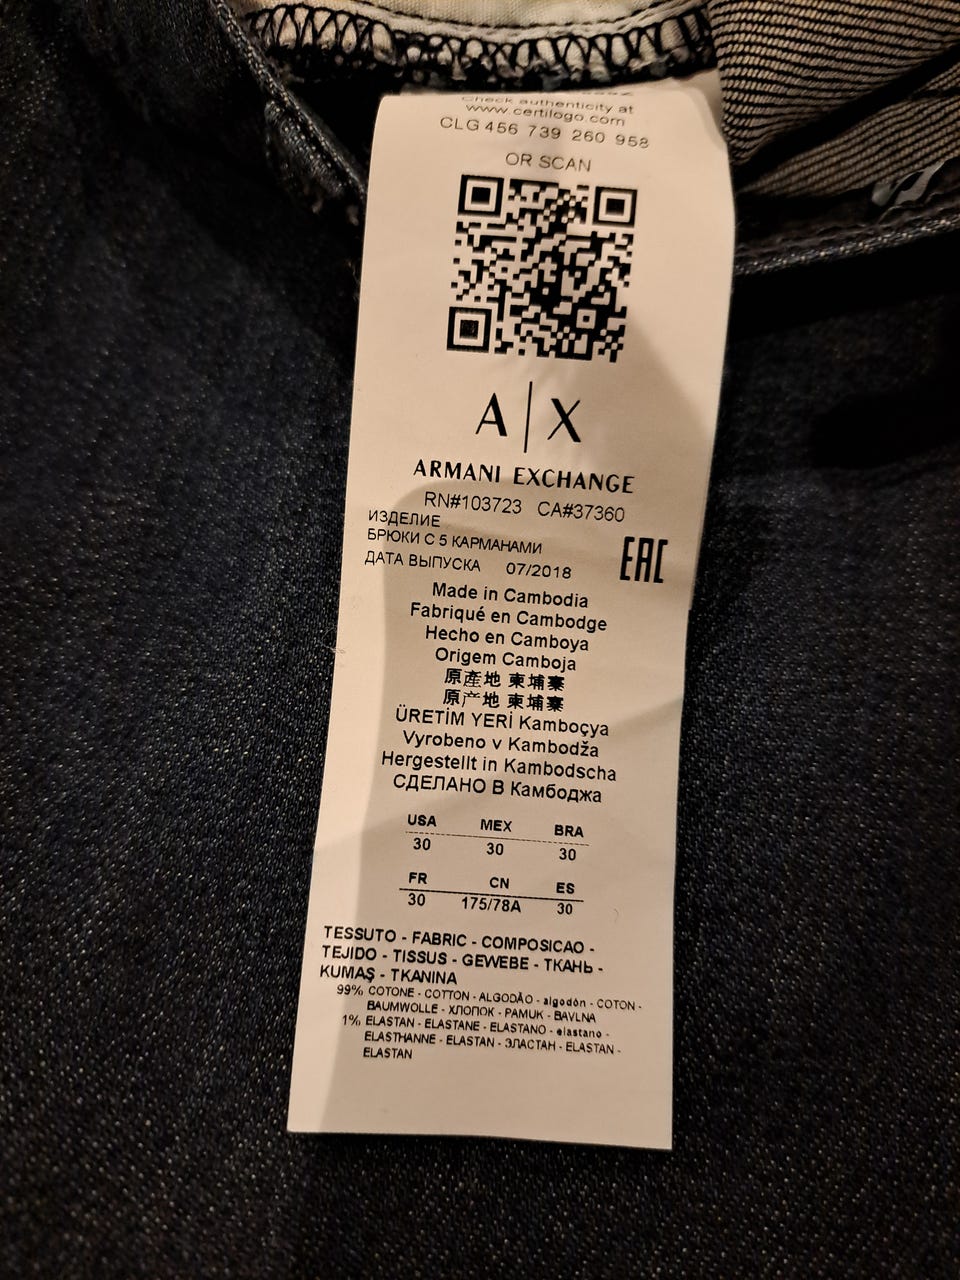 Check authenticity at
www.certilogo.com
CLG 456 739 260 958
OR SCAN
A|X
ARMANI EXCHANGE
RN#103723 CA#37360
ИЗДЕЛИЕ
БРЮКИ С 5 КАРМАНАМИ
ДАТА ВЫПУСКА 07/2018
EAC
Made in Cambodia
Fabriqué en Cambodge
Hecho en Camboya
Origem Camboja
原產地 柬埔寨
原产地 柬埔寨
ÜRETİM YERİ Kamboçya
Vyrobeno v Kambodža
Hergestellt in Kambodscha
СДЕЛАНО В Камбоджа
USA MEX BRA
30 30 30
FR CN ES
30 175/78A 30
TESSUTO - FABRIC - COMPOSICAO -
TEJIDO - TISSUS - GEWEBE - ТКАНЬ -
KUMAŞ - TKANINA
99% COTONE - COTTON - ALGODÃO - algodón - COTON -
BAUMWOLLE - ХЛОПОК - PAMUK - BAVLNA
1% ELASTAN - ELASTANE - ELASTANO - elastano -
ELASTHANNE - ELASTAN - ЭЛАСТАН - ELASTAN -
ELASTAN